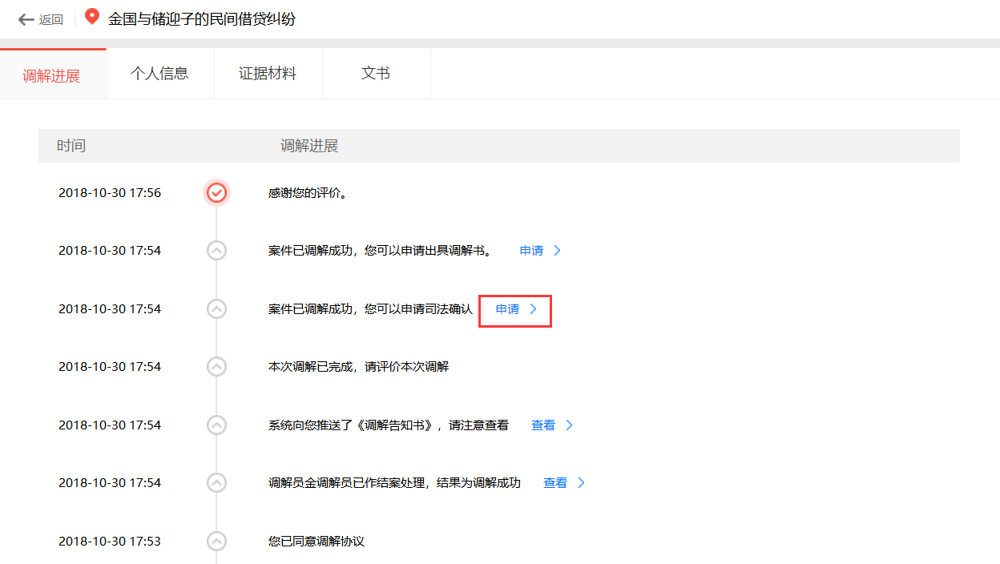 返回 金国与储迎子的民间借贷纠纷
调解进展 个人信息 证据材料 文书
时间 调解进展
2018-10-30 17:56 感谢您的评价。
2018-10-30 17:54 案件已调解成功，您可以申请出具调解书。 申请
2018-10-30 17:54 案件已调解成功，您可以申请司法确认 申请
2018-10-30 17:54 本次调解已完成，请评价本次调解
2018-10-30 17:54 系统向您推送了《调解告知书》，请注意查看 查看
2018-10-30 17:54 调解员金调解员已作结案处理，结果为调解成功 查看
2018-10-30 17:53 您已同意调解协议